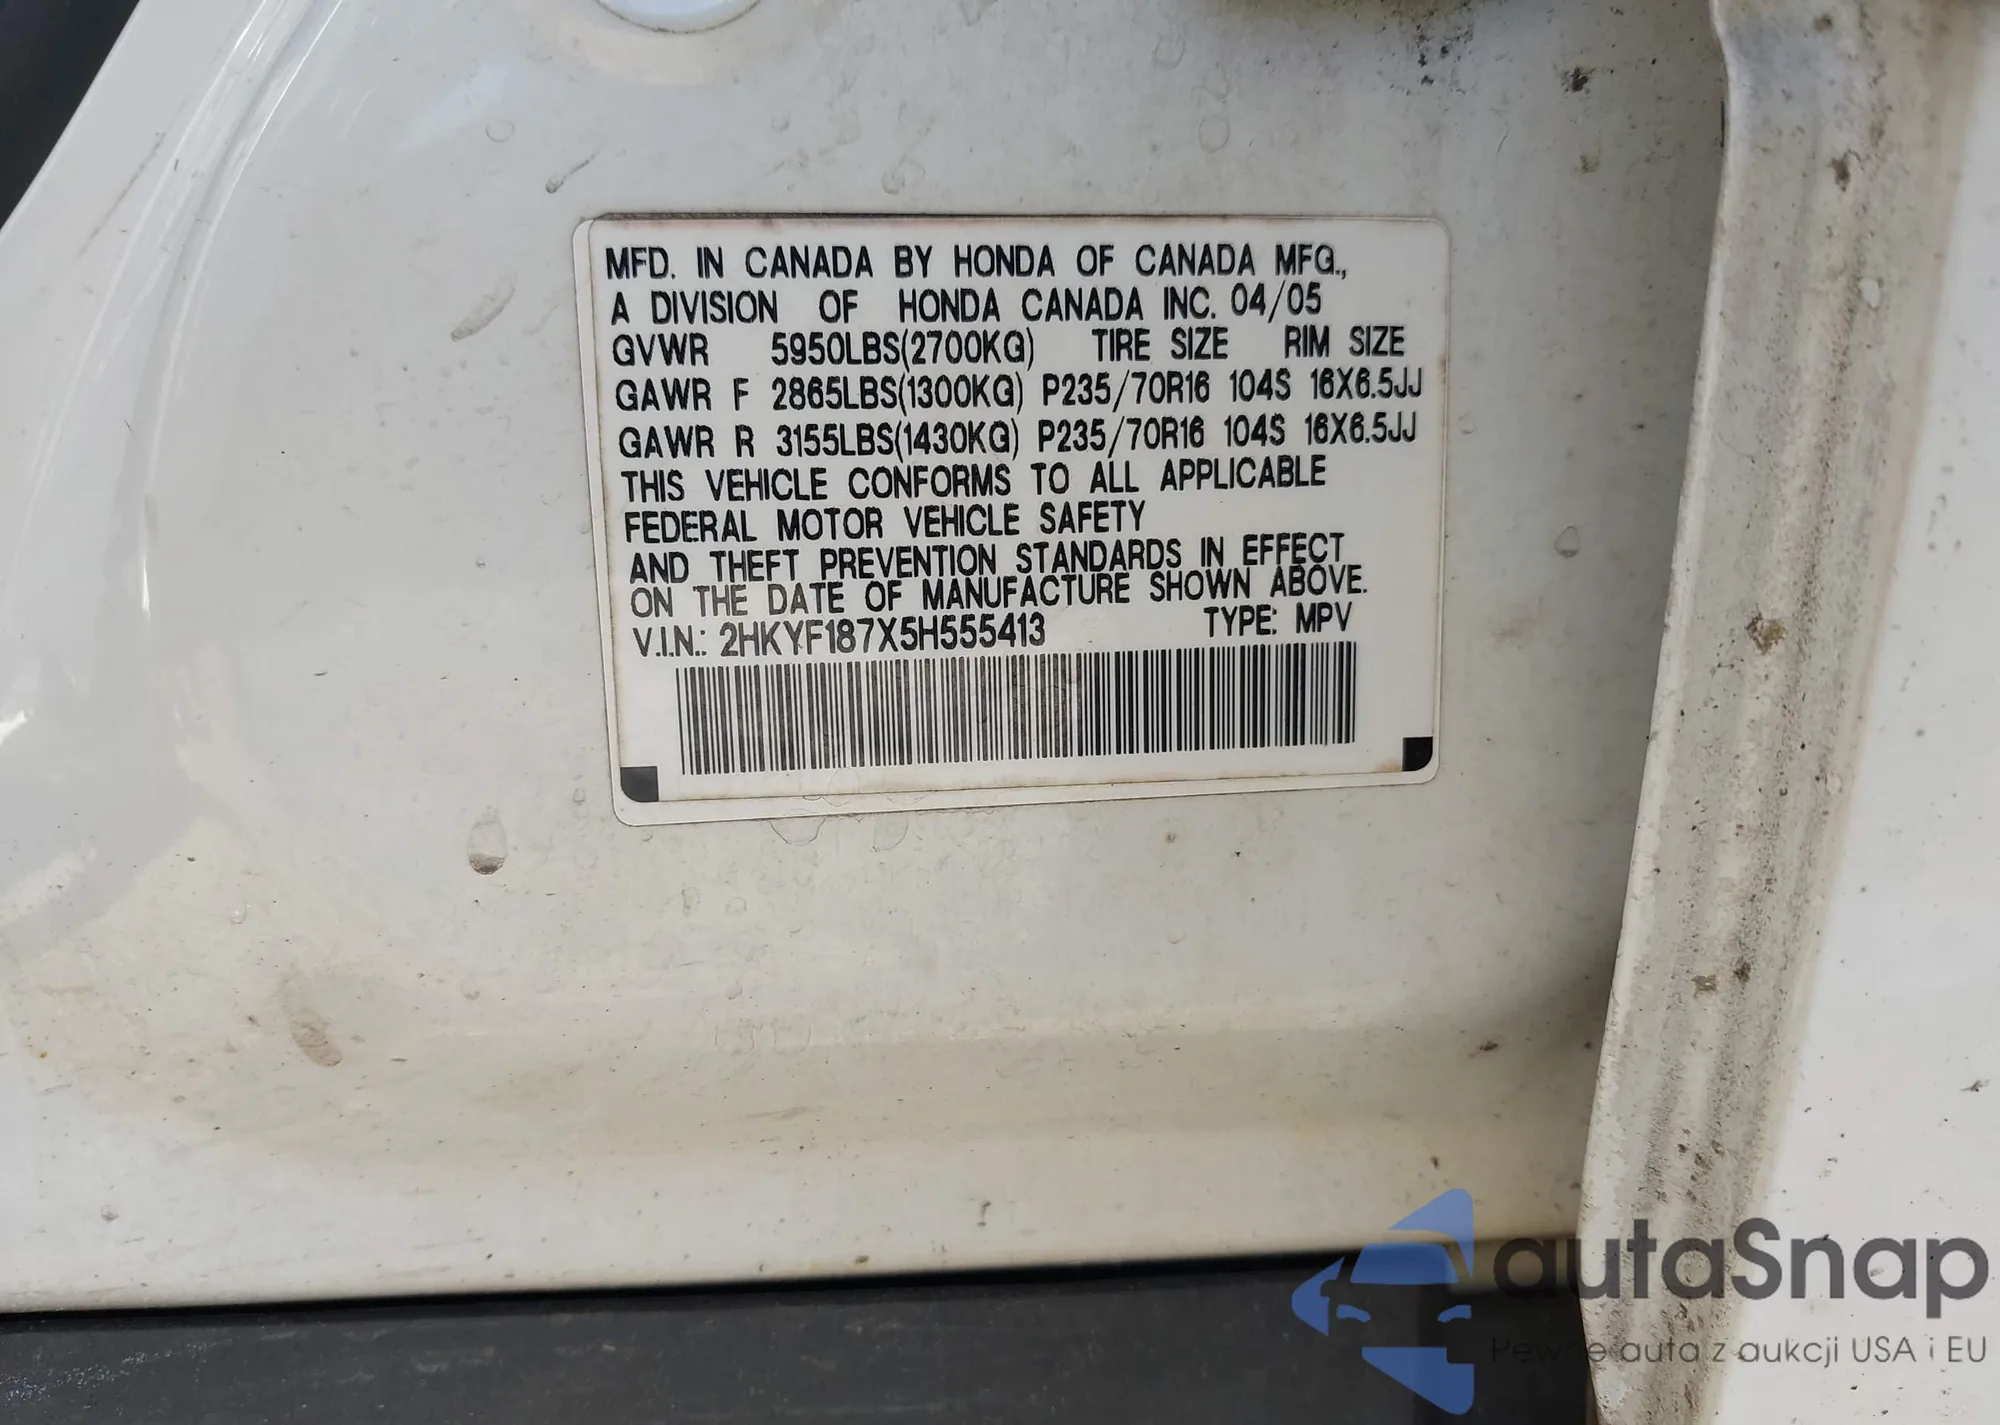 MFD. IN CANADA BY HONDA OF CANADA MFG.,
A DIVISION OF HONDA CANADA INC. 04/05
GVWR 5950LBS(2700KG) TIRE SIZE RIM SIZE
GAWR F 2865LBS(1300KG) P235/70R16 104S 16X6.5JJ
GAWR R 3155LBS(1430KG) P235/70R16 104S 16X6.5JJ
THIS VEHICLE CONFORMS TO ALL APPLICABLE
FEDERAL MOTOR VEHICLE SAFETY
AND THEFT PREVENTION STANDARDS IN EFFECT
ON THE DATE OF MANUFACTURE SHOWN ABOVE.
V.I.N.: 2HKYF187X5H555413 TYPE: MPV
autoSnap
Pewne auta z aukcji USA i EU